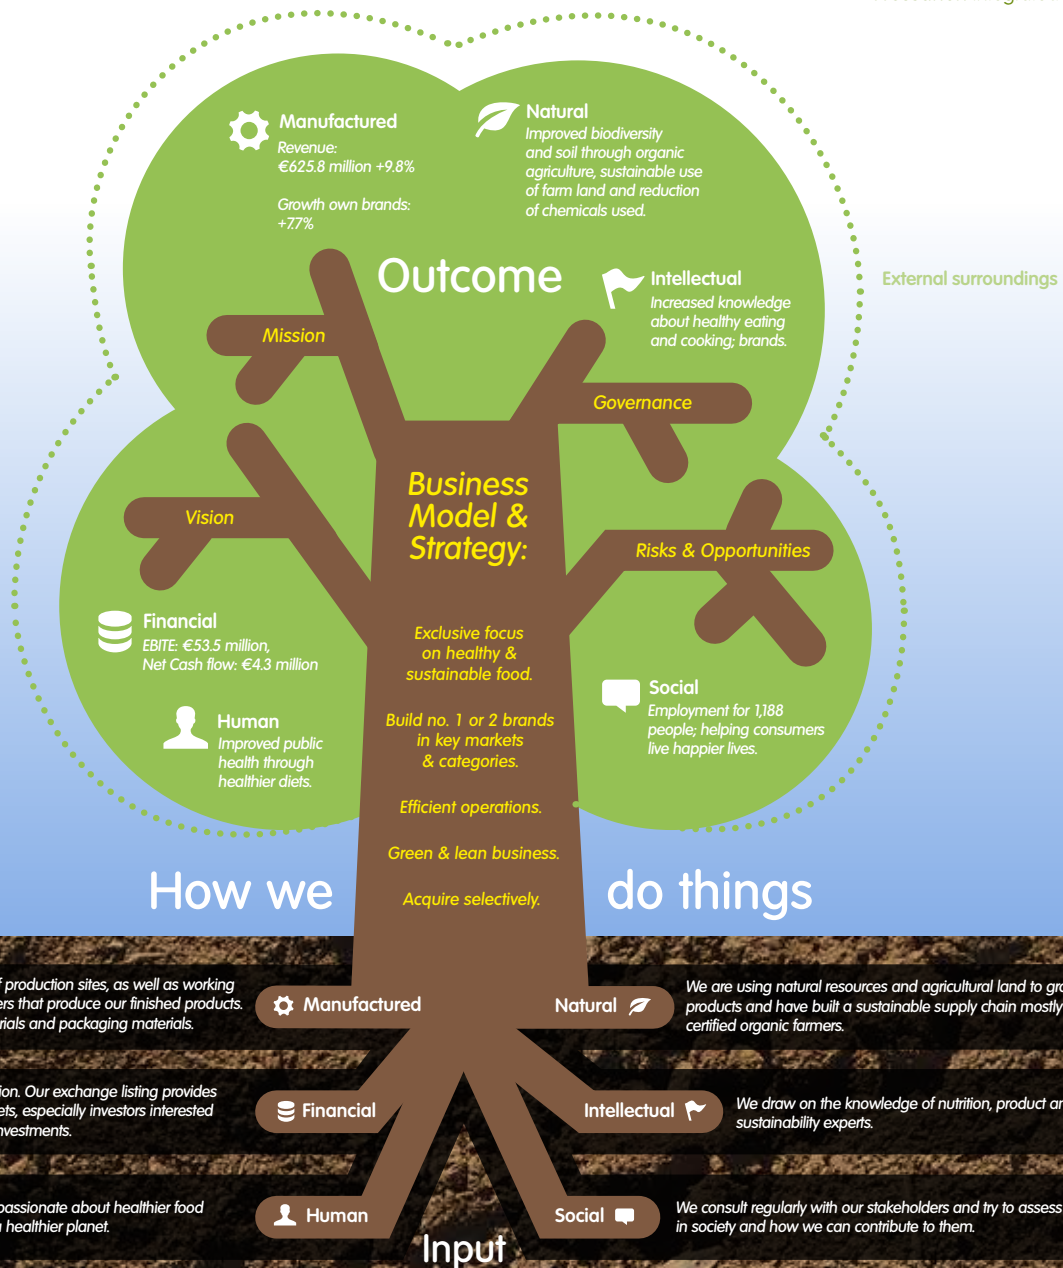 Manufactured
Revenue:
€625.8 million +9.8%
Growth own brands:
+7.7%
Natural
Improved biodiversity
and soil through organic
agriculture, sustainable use
of farm land and reduction
of chemicals used.
Outcome
Intellectual
Increased knowledge
about healthy eating
and cooking; brands.
External surroundings
Mission
Governance
Vision
Business
Model &
Strategy:
Risks & Opportunities
Exclusive focus
on healthy &
sustainable food.
Build no. 1 or 2 brands
in key markets
& categories.
Efficient operations.
Green & lean business.
Acquire selectively.
Financial
EBITE: €53.5 million,
Net Cash flow: €4.3 million
Human
Improved public
health through
healthier diets.
Social
Employment for 1,188
people; helping consumers
live happier lives.
How we
do things
production sites, as well as working
ers that produce our finished products.
rials and packaging materials.
Manufactured
Natural
We are using natural resources and agricultural land to gro
products and have built a sustainable supply chain mostly
certified organic farmers.
ion. Our exchange listing provides
ets, especially investors interested
nvestments.
Financial
Intellectual
We draw on the knowledge of nutrition, product an
sustainability experts.
passionate about healthier food
healthier planet.
Human
Social
We consult regularly with our stakeholders and try to assess
in society and how we can contribute to them.
Input